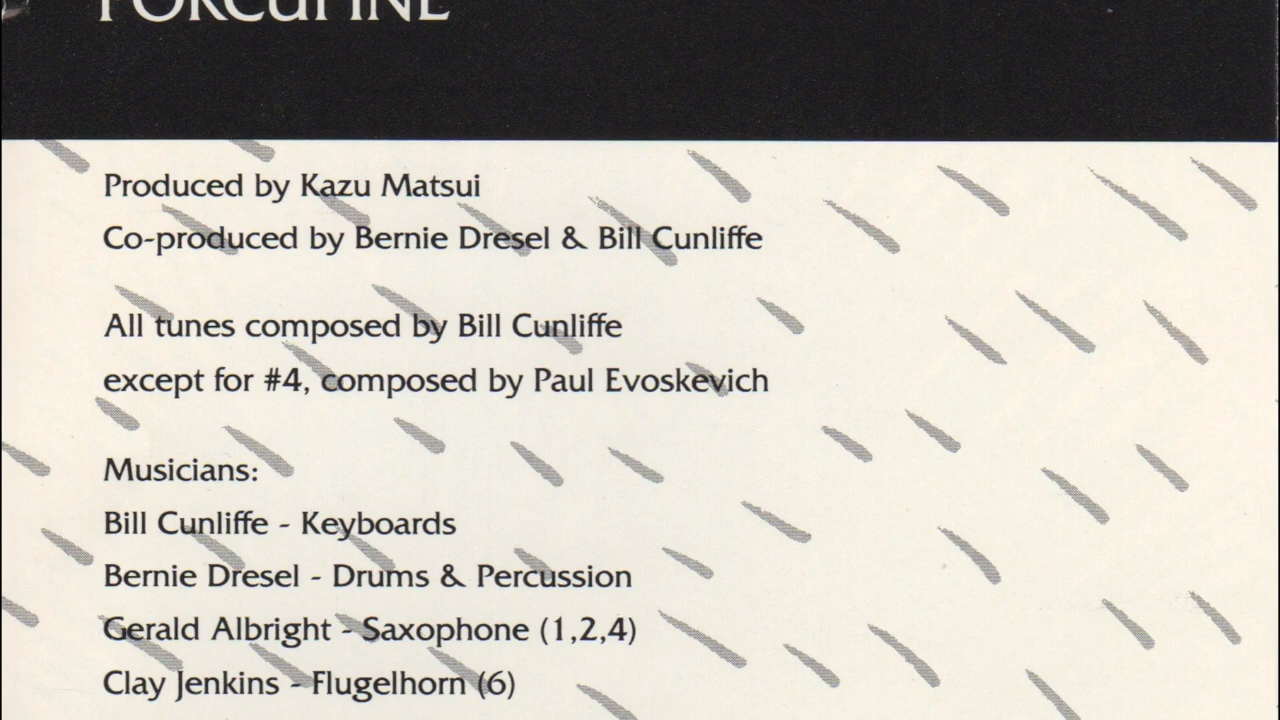 PORCUPINE
Produced by Kazu Matsui
Co-produced by Bernie Dresel & Bill Cunliffe
All tunes composed by Bill Cunliffe
except for #4, composed by Paul Evoskevich
Musicians:
Bill Cunliffe - Keyboards
Bernie Dresel - Drums & Percussion
Gerald Albright - Saxophone (1,2,4)
Clay Jenkins - Flugelhorn (6)